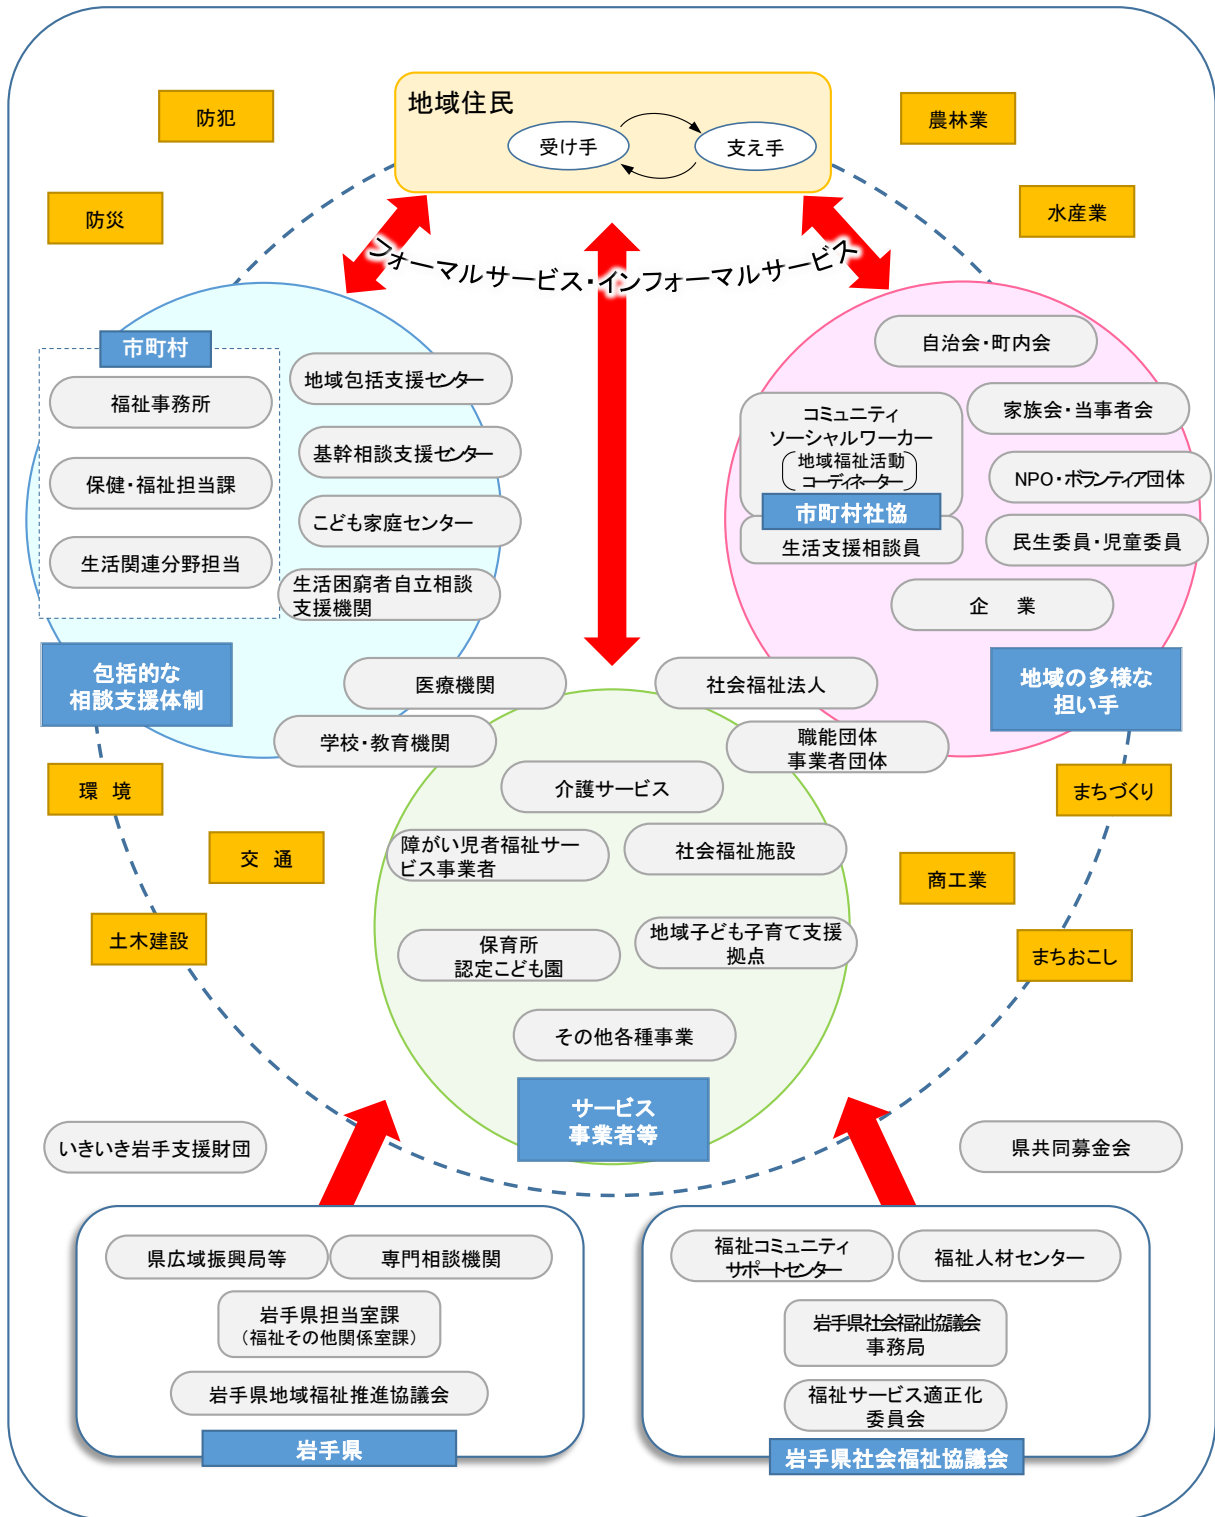 地域住民
受け手
支え手
防犯
農林業
防災
水産業
フォーマルサービス・インフォーマルサービス
市町村
福祉事務所
保健・福祉担当課
生活関連分野担当
地域包括支援センター
基幹相談支援センター
こども家庭センター
生活困窮者自立相談
支援機関
包括的な
相談支援体制
自治会・町内会
家族会・当事者会
コミュニティ
ソーシャルワーカー
地域福祉活動
コーディネーター
市町村社協
生活支援相談員
NPO・ボランティア団体
民生委員・児童委員
企　業
地域の多様な
担い手
医療機関
社会福祉法人
学校・教育機関
職能団体
事業者団体
介護サービス
障がい児者福祉サー
ビス事業者
社会福祉施設
保育所
認定こども園
地域子ども子育て支援
拠点
その他各種事業
サービス
事業者等
環　境
交　通
土木建設
まちづくり
商工業
まちおこし
いきいき岩手支援財団
県共同募金会
県広域振興局等
専門相談機関
岩手県担当室課
（福祉その他関係室課）
岩手県地域福祉推進協議会
岩手県
福祉コミュニティ
サポートセンター
福祉人材センター
岩手県社会福祉協議会
事務局
福祉サービス適正化
委員会
岩手県社会福祉協議会